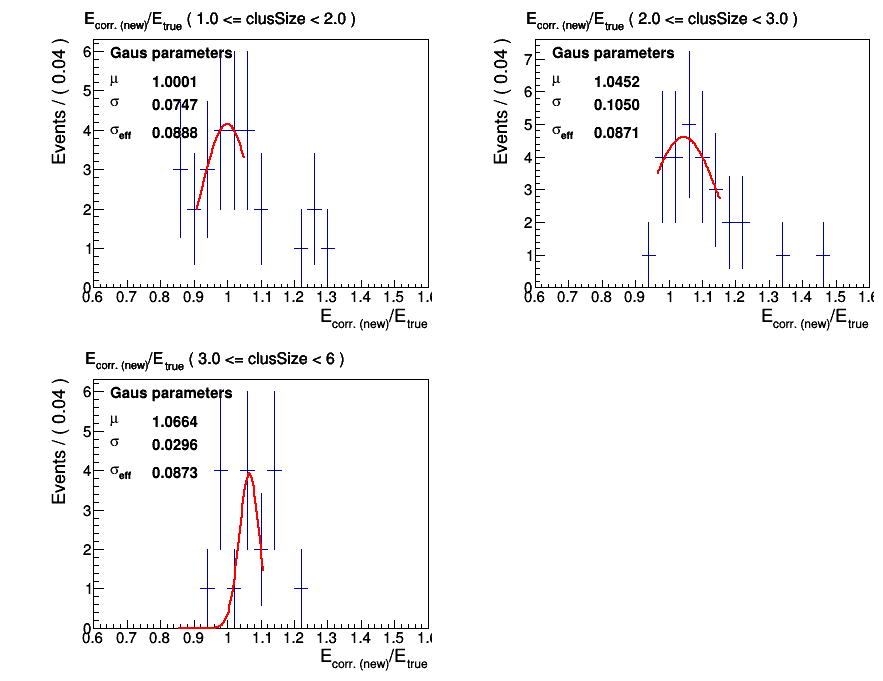 E_corr. (new)/E_true ( 1.0 <= clusSize < 2.0 )
Events / ( 0.04 )
Gaus parameters
μ 1.0001
σ 0.0747
σ_eff 0.0888
6
5
4
3
2
1
0
0.6 0.7 0.8 0.9 1 1.1 1.2 1.3 1.4 1.5 1.6
E_corr. (new)/E_true
E_corr. (new)/E_true ( 2.0 <= clusSize < 3.0 )
Events / ( 0.04 )
Gaus parameters
μ 1.0452
σ 0.1050
σ_eff 0.0871
7
6
5
4
3
2
1
0
0.6 0.7 0.8 0.9 1 1.1 1.2 1.3 1.4 1.5 1.6
E_corr. (new)/E_true
E_corr. (new)/E_true ( 3.0 <= clusSize < 6 )
Events / ( 0.04 )
Gaus parameters
μ 1.0664
σ 0.0296
σ_eff 0.0873
6
5
4
3
2
1
0
0.6 0.7 0.8 0.9 1 1.1 1.2 1.3 1.4 1.5 1.6
E_corr. (new)/E_true